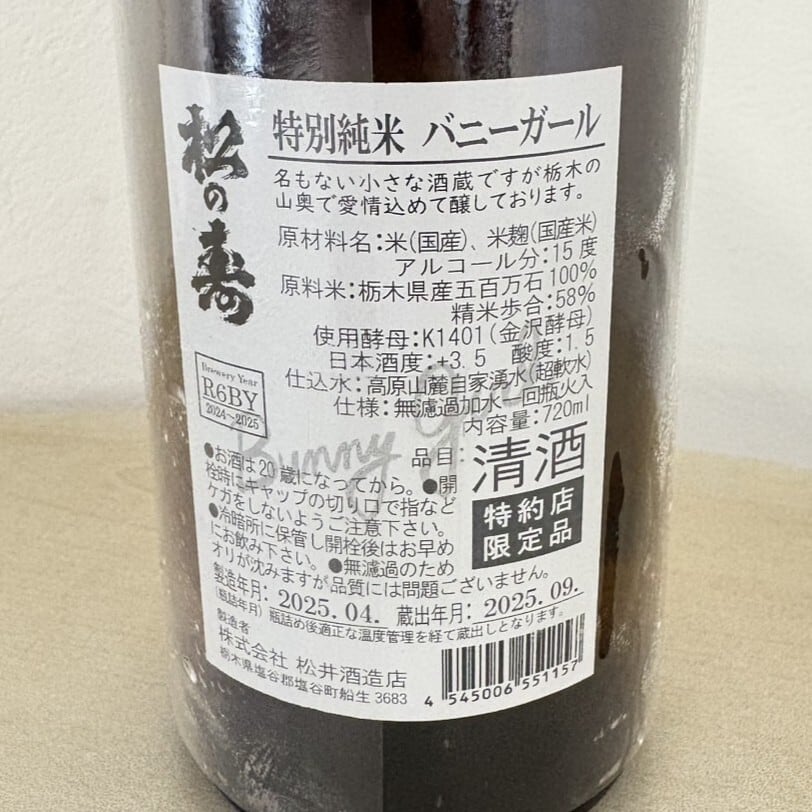 松の寿
特別純米 バニーガール
名もない小さな酒蔵ですが栃木の
山奥で愛情込めて醸しております。
原材料名：米(国産)、米麹(国産米)
アルコール分：15度
原料米：栃木県産五百万石100%
精米歩合：58%
使用酵母：K1401(金沢酵母)
日本酒度：+3.5 酸度：1.5
仕込水：高原山麓自家湧水(超軟水)
仕様：無濾過加水一回瓶火入
内容量：720ml
Brewery Year
R6BY
2024～2025
Bunny girl
品目：清酒
特約店
限定品
●お酒は20歳になってから。●開
栓時にキャップの切り口で指など
ケガをしないようご注意下さい。
●冷暗所に保管し開栓後はお早め
にお飲み下さい。●無濾過のため
オリが沈みますが品質には問題ございません。
製造年月：2025.04. 蔵出年月：2025.09.
(瓶詰年月) 瓶詰め後適正な温度管理を経て蔵出しとなります。
製造者
株式会社 松井酒造店
栃木県塩谷郡塩谷町船生3683
4 545006 551157